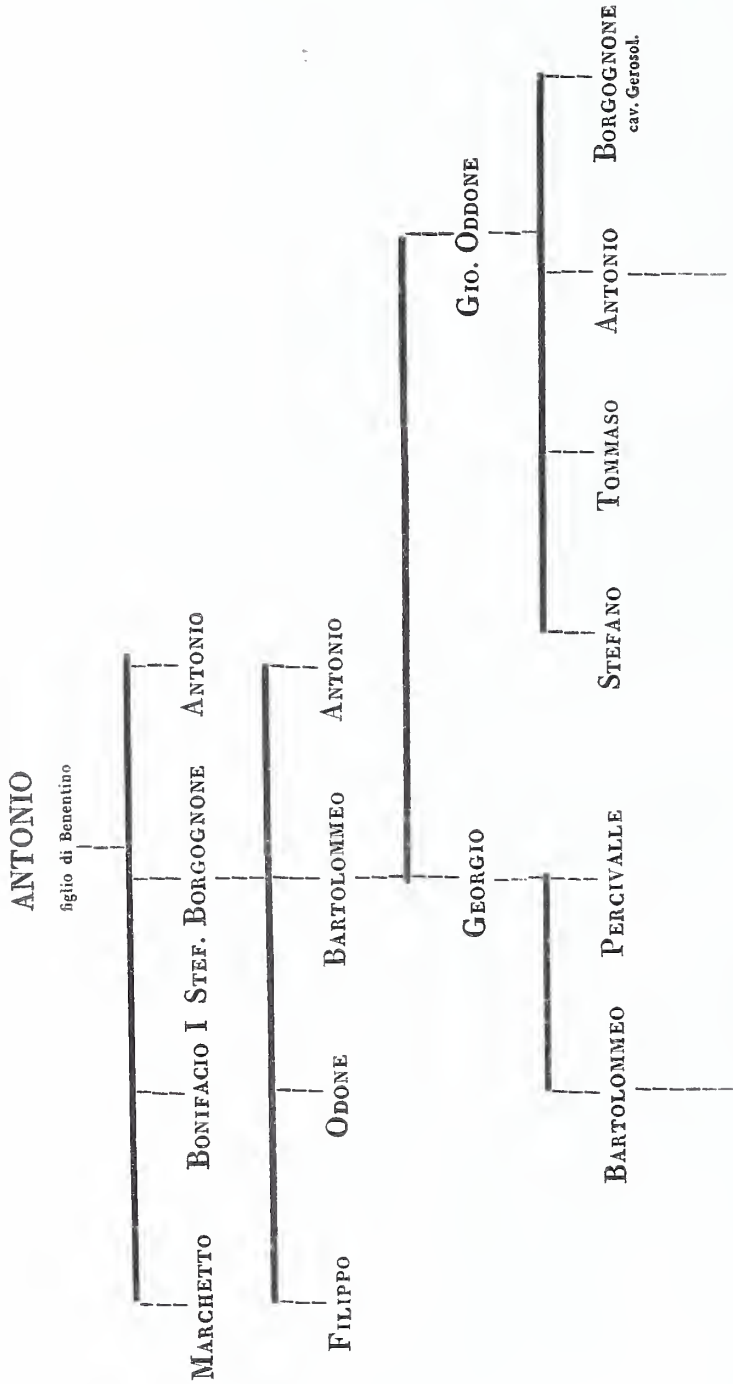 ANTONIO
figlio di Benentino
MARCHETTO BONIFACIO I STEF. BORGOGNONE ANTONIO
FILIPPO ODONE BARTOLOMMEO ANTONIO
GEORGIO GIO. ODDONE
BARTOLOMMEO PERCIVALLE STEFANO TOMMASO ANTONIO BORGOGNONE
cav. Gerosol.